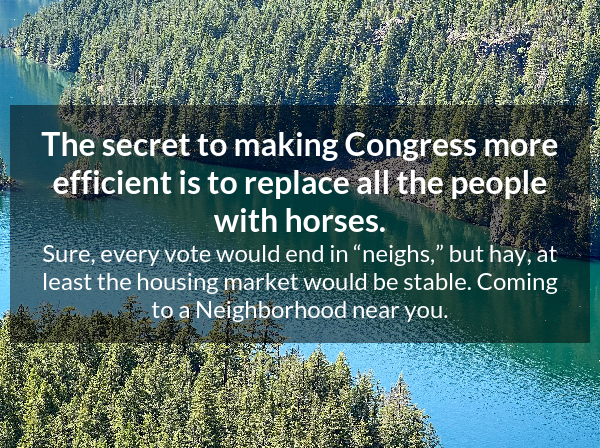 The secret to making Congress more
efficient is to replace all the people
with horses.
Sure, every vote would end in “neighs,” but hay, at
least the housing market would be stable. Coming
to a Neighborhood near you.